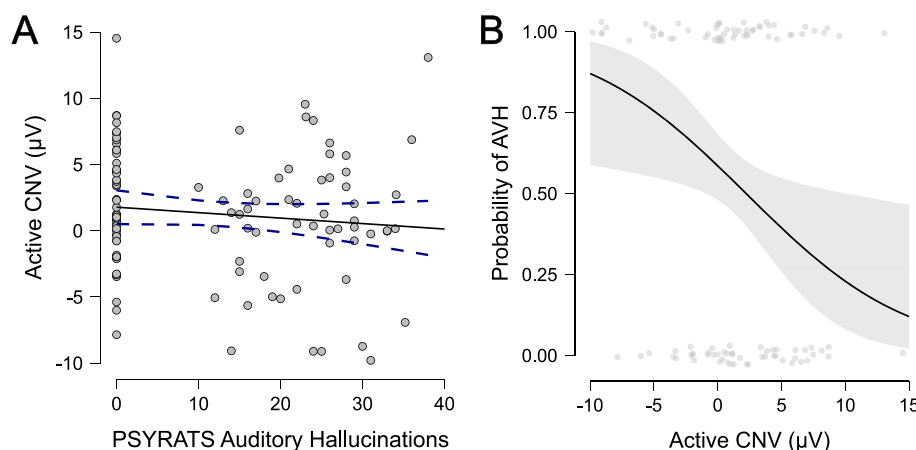 A
15
10
5
0
-5
-10
Active CNV (µV)
0 10 20 30 40
PSYRATS Auditory Hallucinations
B
1.00
0.75
0.50
0.25
0.00
Probability of AVH
-10 -5 0 5 10 15
Active CNV (µV)